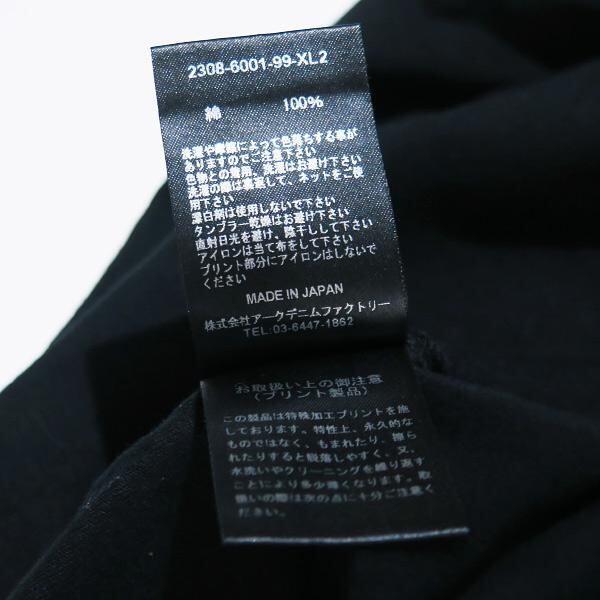 2308-6001-99-XL2
綿 100%
洗濯や摩擦によって色落ちする事が
ありますのでご注意下さい
色物との着用、洗濯はお避け下さい
洗濯の際は裏返して、ネットをご使
用下さい
漂白剤は使用しないで下さい
タンブラー乾燥はお避け下さい
直射日光を避け、陰干しして下さい
アイロンは当て布をして下さい
プリント部分にアイロンはしないで
ください
MADE IN JAPAN
株式会社アークデニムファクトリー
TEL:03-6447-1862
お取扱い上の御注意
(プリント製品)
この製品は特殊加工プリントを施し
ております。特性上、永久的な
ものではなく、もまれたり、擦ら
れたりすると脱落しやすく、又、
水洗いやクリーニングを繰り返す
ことにより多少薄くなります。取
扱いの際は次の点に十分ご注意く
ださい